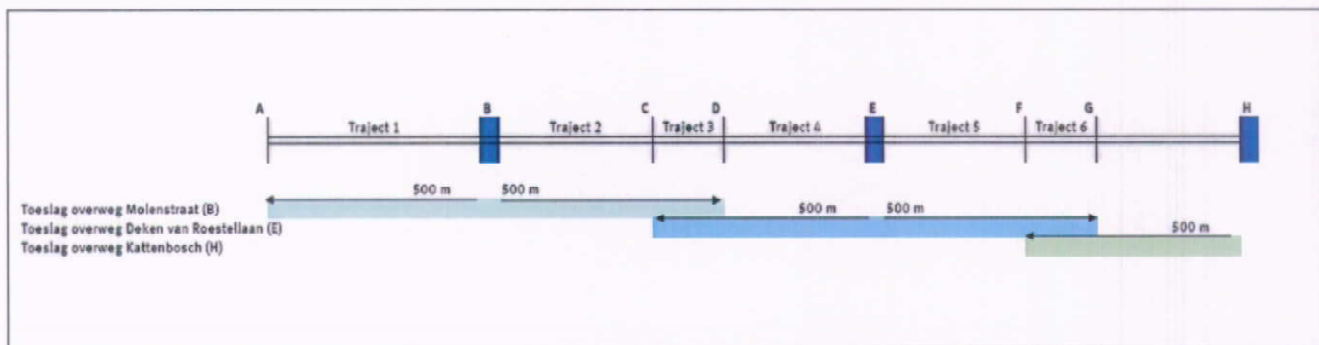 A B C D E F G H
Traject 1 Traject 2 Traject 3 Traject 4 Traject 5 Traject 6
500 m 500 m
Toeslag overweg Molenstraat (B)
500 m 500 m
Toeslag overweg Deken van Roestellaan (E)
500 m
Toeslag overweg Kattenbosch (H)